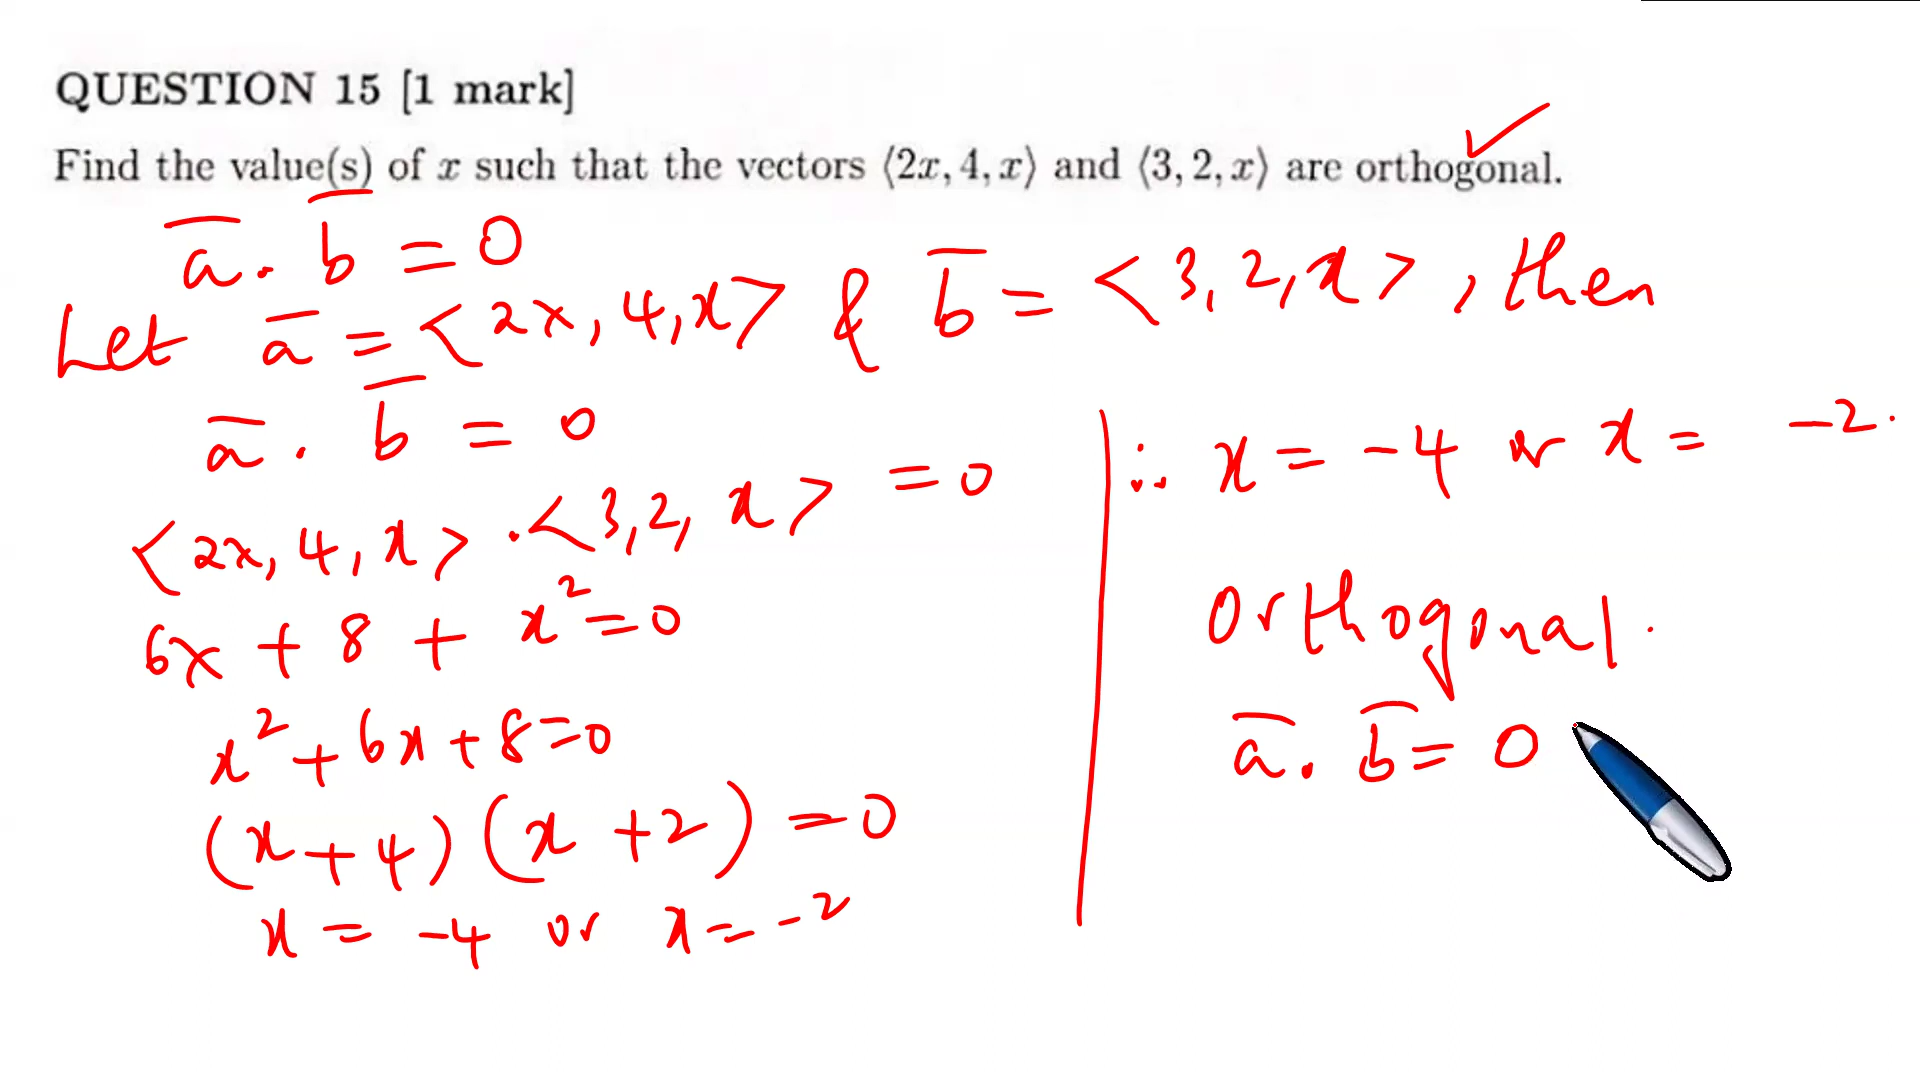 QUESTION 15 [1 mark]
Find the value(s) of x such that the vectors ⟨2x, 4, x⟩ and ⟨3, 2, x⟩ are orthogonal.
a̅ . b̅ = 0
Let a̅ = <2x, 4, x> & b̅ = <3, 2, x>, then
a̅ . b̅ = 0
<2x, 4, x> . <3, 2, x> = 0
6x + 8 + x² = 0
x² + 6x + 8 = 0
(x + 4) (x + 2) = 0
x = -4 or x = -2
∴ x = -4 or x = -2.
Orthogonal.
a̅ . b̅ = 0